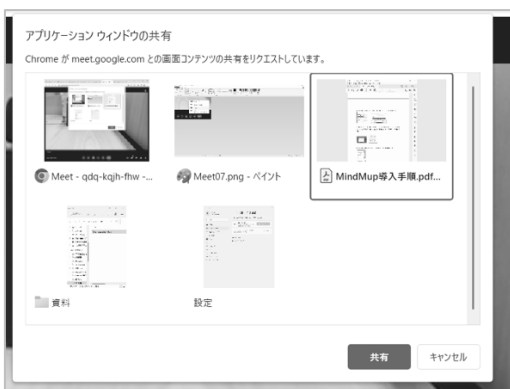 アプリケーション ウィンドウの共有
Chrome が meet.google.com との画面コンテンツの共有をリクエストしています。
Meet - qdq-kqjh-fhw -...
Meet07.png - ペイント
MindMup導入手順.pdf...
資料
設定
共有
キャンセル